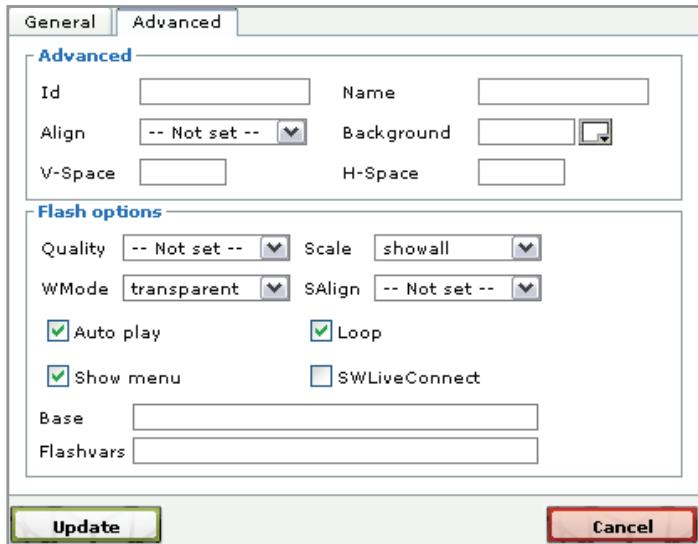 General Advanced
Advanced
Id Name
Align -- Not set -- Background
V-Space H-Space
Flash options
Quality -- Not set -- Scale showall
WMode transparent SAlign -- Not set --
Auto play Loop
Show menu SWLiveConnect
Base
Flashvars
Update Cancel